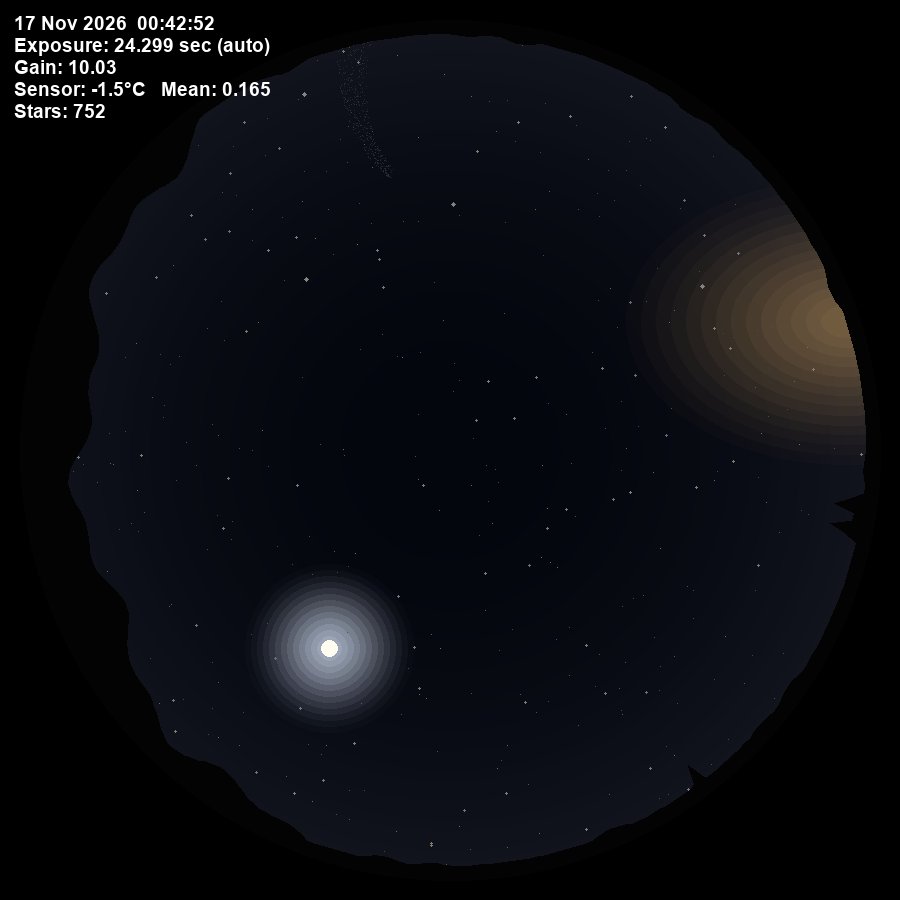 17 Nov 2026  00:42:52
Exposure: 24.299 sec (auto)
Gain: 10.03
Sensor: -1.5°C   Mean: 0.165
Stars: 752